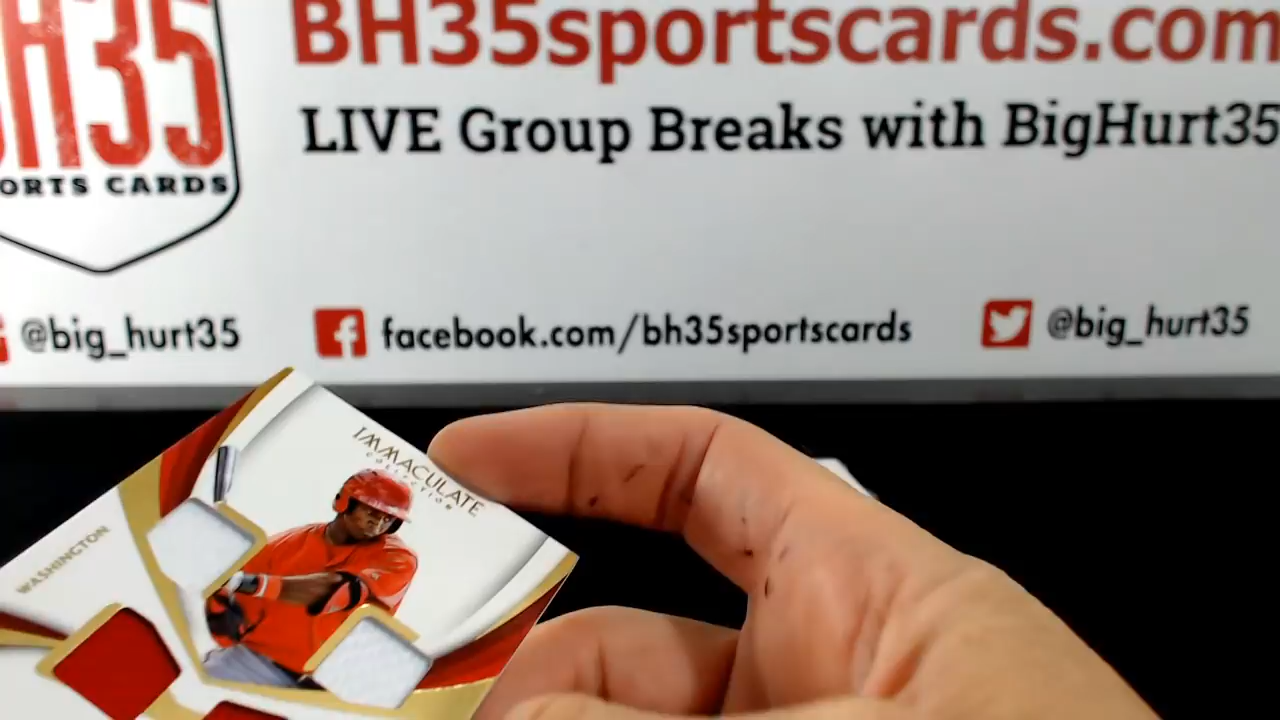 BH35sportscards.com
LIVE Group Breaks with BigHurt35
H35
ORTS CARDS
@big_hurt35
facebook.com/bh35sportscards
@big_hurt35
IMMACULATE
COLLECTION
WASHINGTON